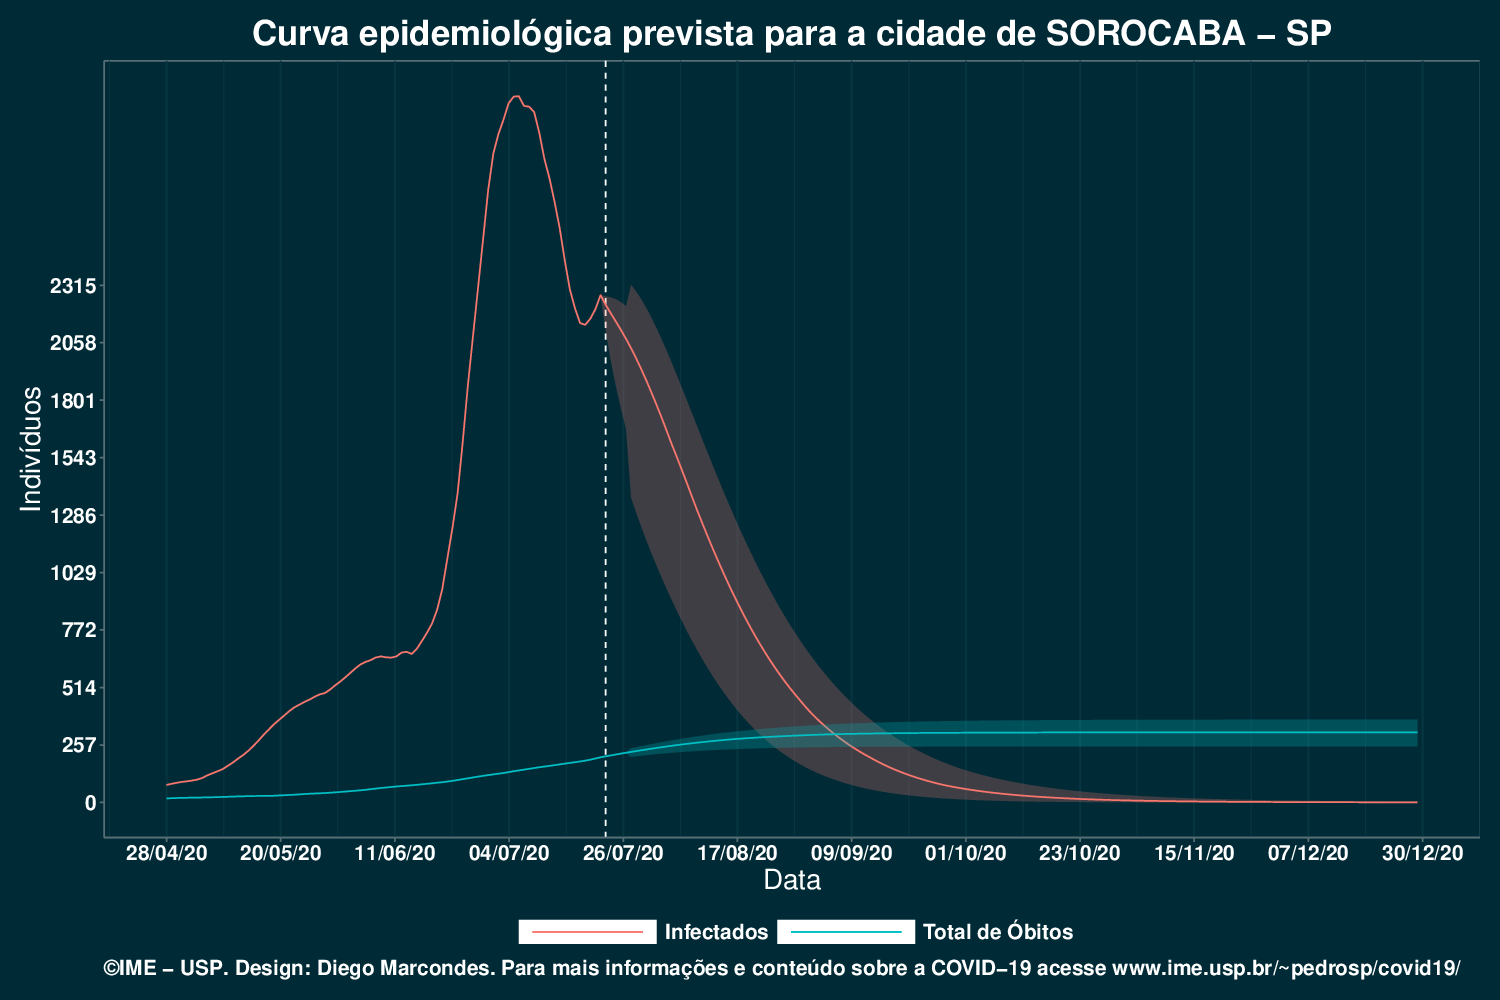 Curva epidemiológica prevista para a cidade de SOROCABA – SP
Indivíduos
2315
2058
1801
1543
1286
1029
772
514
257
0
28/04/20 20/05/20 11/06/20 04/07/20 26/07/20 17/08/20 09/09/20 01/10/20 23/10/20 15/11/20 07/12/20 30/12/20
Data
Infectados Total de Óbitos
©IME – USP. Design: Diego Marcondes. Para mais informações e conteúdo sobre a COVID–19 acesse www.ime.usp.br/~pedrosp/covid19/